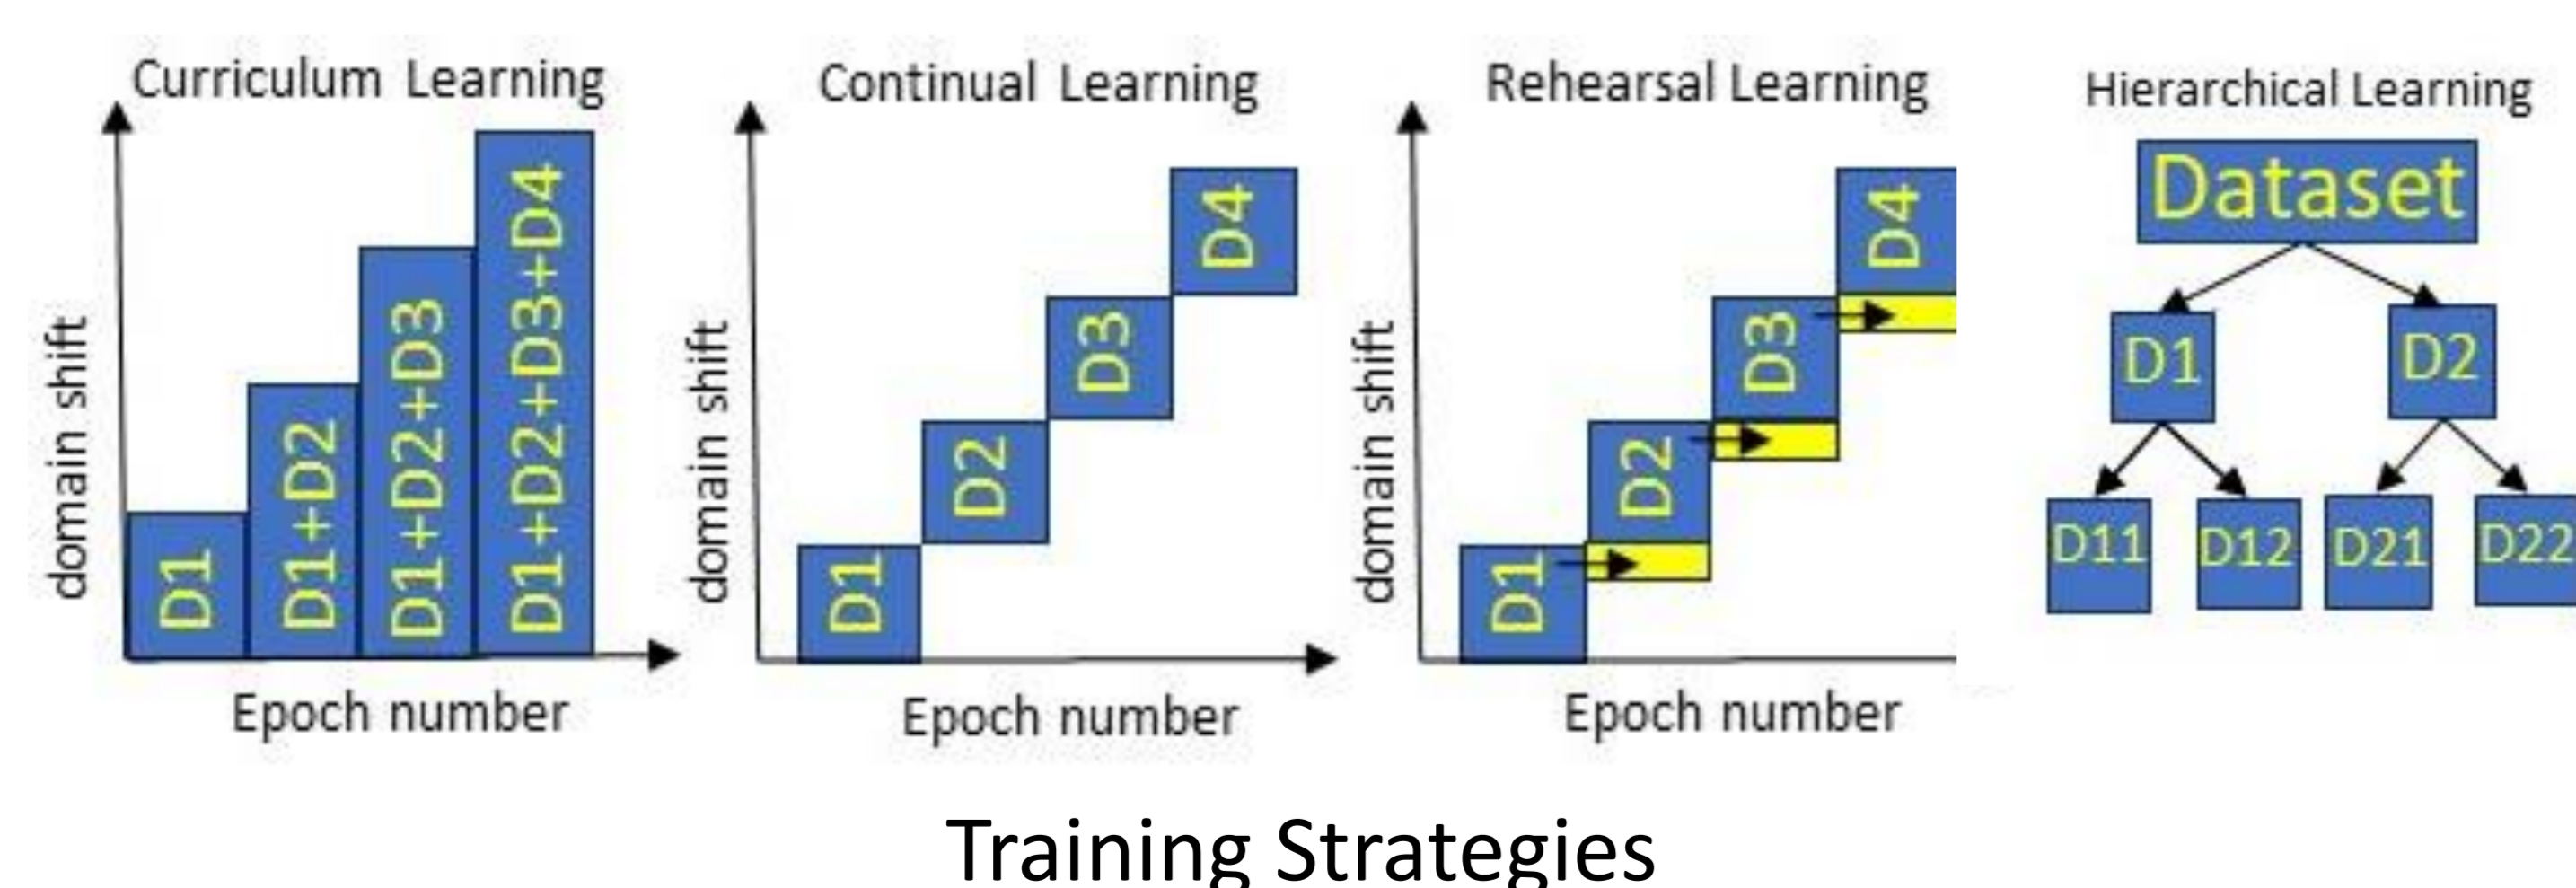 Curriculum Learning
domain shift
D1
D1+D2
D1+D2+D3
D1+D2+D3+D4
Epoch number
Continual Learning
domain shift
D1
D2
D3
D4
Epoch number
Rehearsal Learning
domain shift
D1
D2
D3
D4
Epoch number
Hierarchical Learning
Dataset
D1
D2
D11
D12
D21
D22
Training Strategies